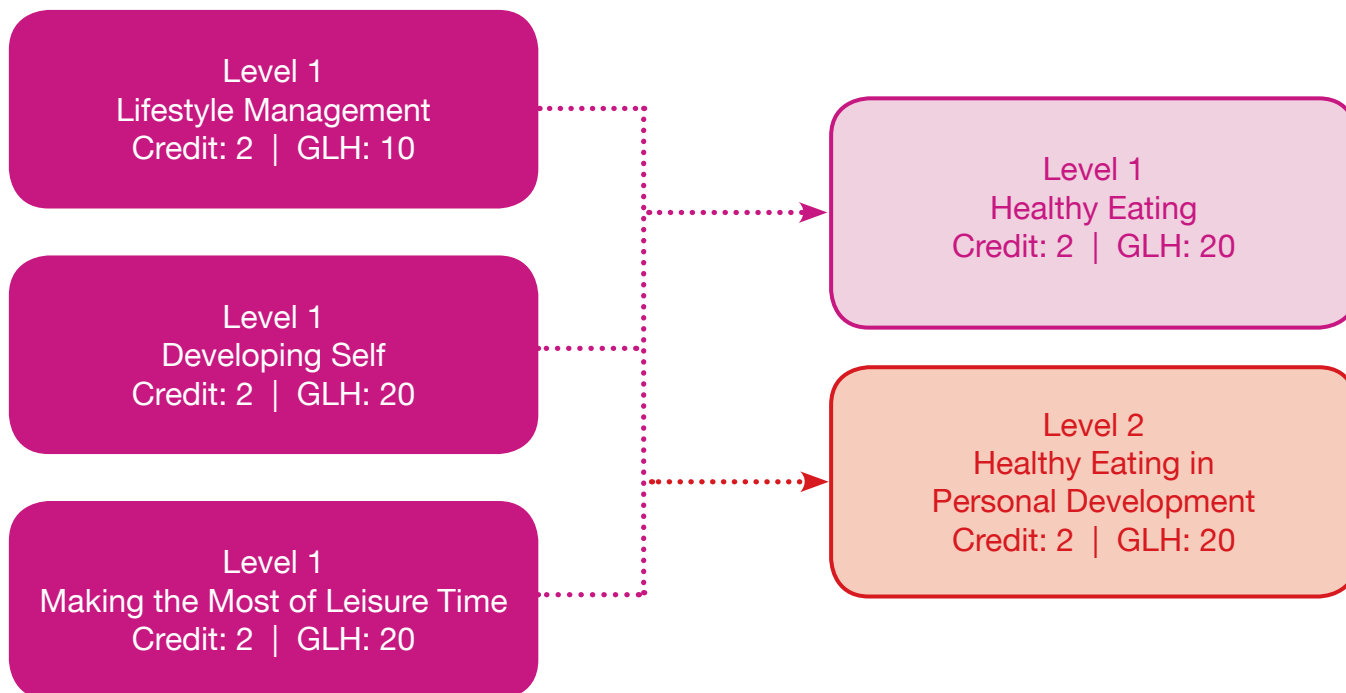 Level 1
Lifestyle Management
Credit: 2 | GLH: 10
Level 1
Developing Self
Credit: 2 | GLH: 20
Level 1
Making the Most of Leisure Time
Credit: 2 | GLH: 20
Level 1
Healthy Eating
Credit: 2 | GLH: 20
Level 2
Healthy Eating in
Personal Development
Credit: 2 | GLH: 20